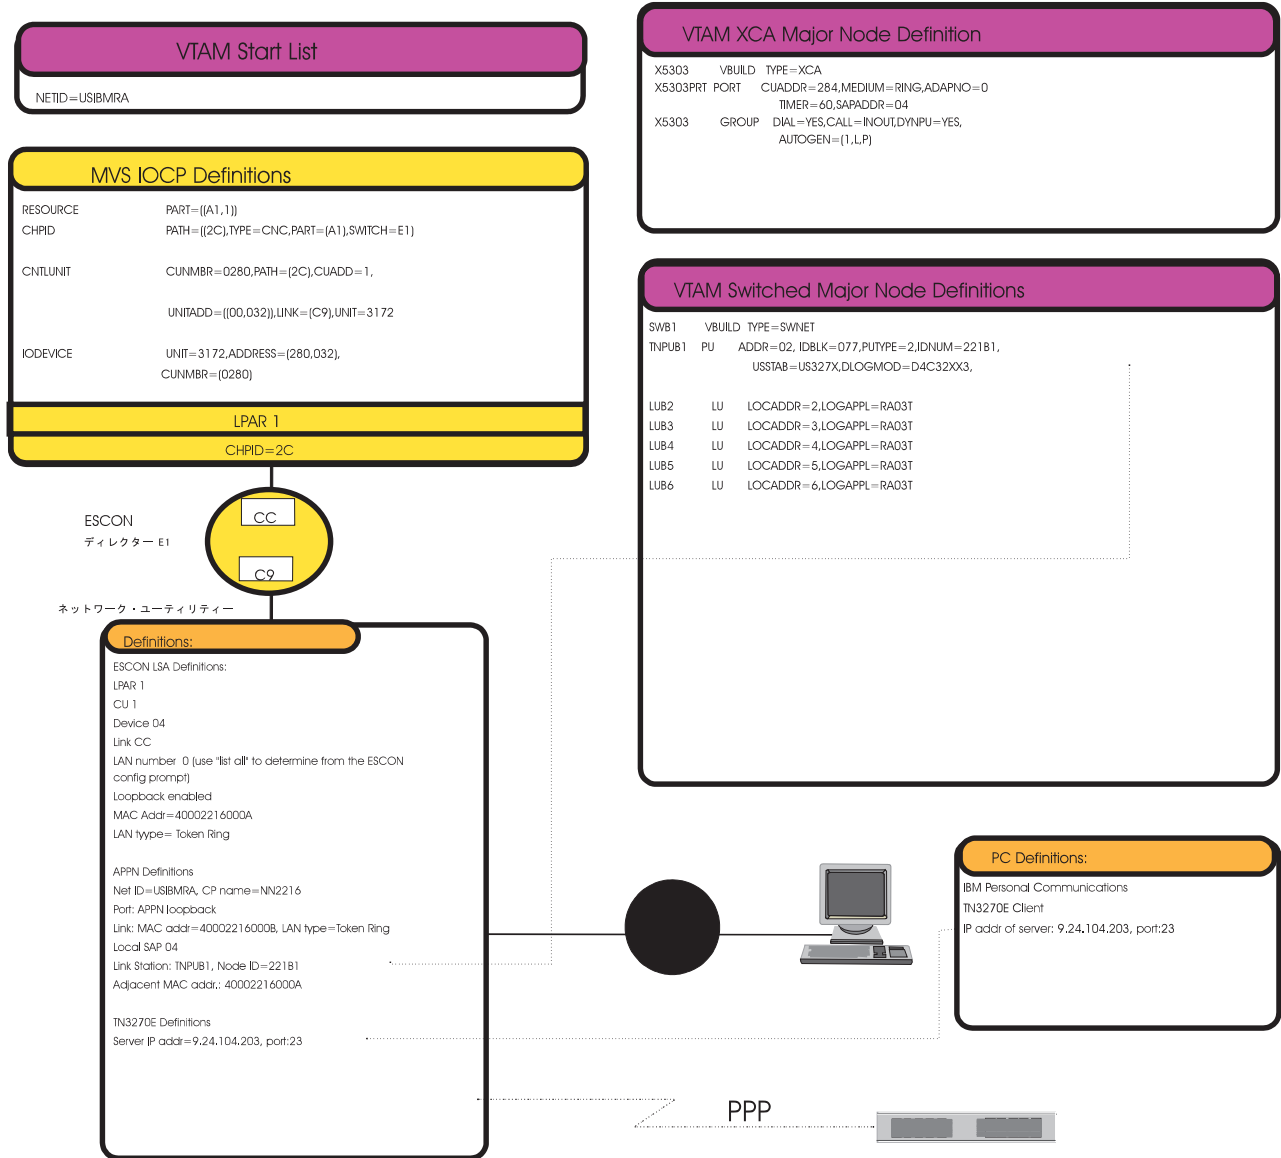 VTAM Start List
NETID=USIBMRA
MVS IOCP Definitions
RESOURCE PART=((A1,1))
CHPID PATH=((2C),TYPE=CNC,PART=(A1),SWITCH=E1)
CNTLUNIT CUNMBR=0280,PATH=(2C),CUADD=1,
UNITADD=((00,032)),LINK=(C9),UNIT=3172
IODEVICE UNIT=3172,ADDRESS=(280,032),
CUNMBR=(0280)
LPAR 1
CHPID=2C
ESCON
ディレクター E1
CC
C9
ネットワーク・ユーティリティー
Definitions:
ESCON LSA Definitions:
LPAR 1
CU 1
Device 04
Link CC
LAN number 0 (use "list all" to determine from the ESCON
config prompt)
Loopback enabled
MAC Addr=40002216000A
LAN tyype= Token Ring
APPN Definitions
Net ID=USIBMRA, CP name=NN2216
Port: APPN loopback
Link: MAC addr=40002216000B, LAN type=Token Ring
Local SAP 04
Link Station: TNPUB1, Node ID=221B1
Adjacent MAC addr.: 40002216000A
TN3270E Definitions
Server IP addr=9.24.104.203, port:23
VTAM XCA Major Node Definition
X5303 VBUILD TYPE=XCA
X5303PRT PORT CUADDR=284,MEDIUM=RING,ADAPNO=0
TIMER=60,SAPADDR=04
X5303 GROUP DIAL=YES,CALL=INOUT,DYNPU=YES,
AUTOGEN=(1,L,P)
VTAM Switched Major Node Definitions
SWB1 VBUILD TYPE=SWNET
TNPUB1 PU ADDR=02, IDBLK=077,PUTYPE=2,IDNUM=221B1,
USSTAB=US327X,DLOGMOD=D4C32XX3,
LUB2 LU LOCADDR=2,LOGAPPL=RA03T
LUB3 LU LOCADDR=3,LOGAPPL=RA03T
LUB4 LU LOCADDR=4,LOGAPPL=RA03T
LUB5 LU LOCADDR=5,LOGAPPL=RA03T
LUB6 LU LOCADDR=6,LOGAPPL=RA03T
PC Definitions:
IBM Personal Communications
TN3270E Client
IP addr of server: 9.24.104.203, port:23
PPP